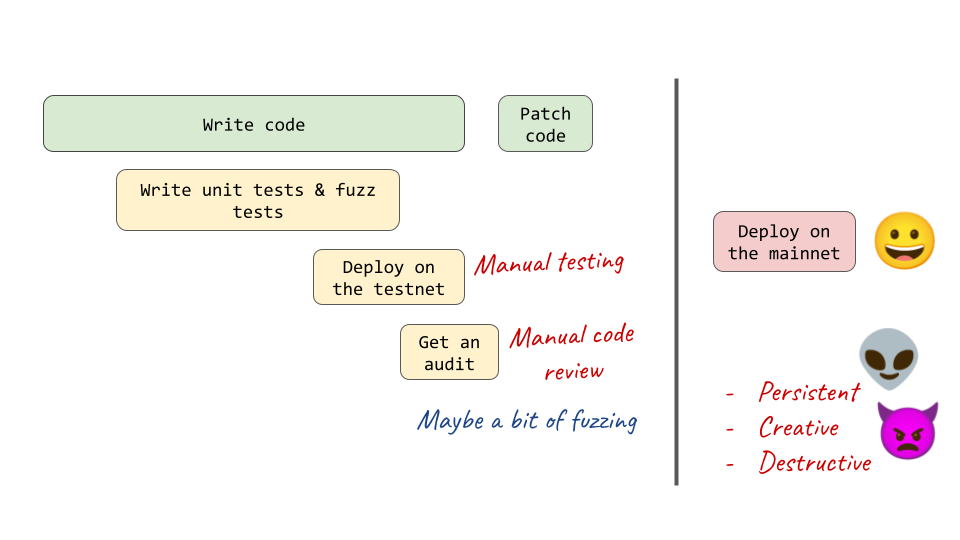 Write code
Patch
code
Write unit tests & fuzz
tests
Deploy on
the testnet
Manual testing
Get an
audit
Manual code
review
Maybe a bit of fuzzing
Deploy on
the mainnet
- Persistent
- Creative
- Destructive